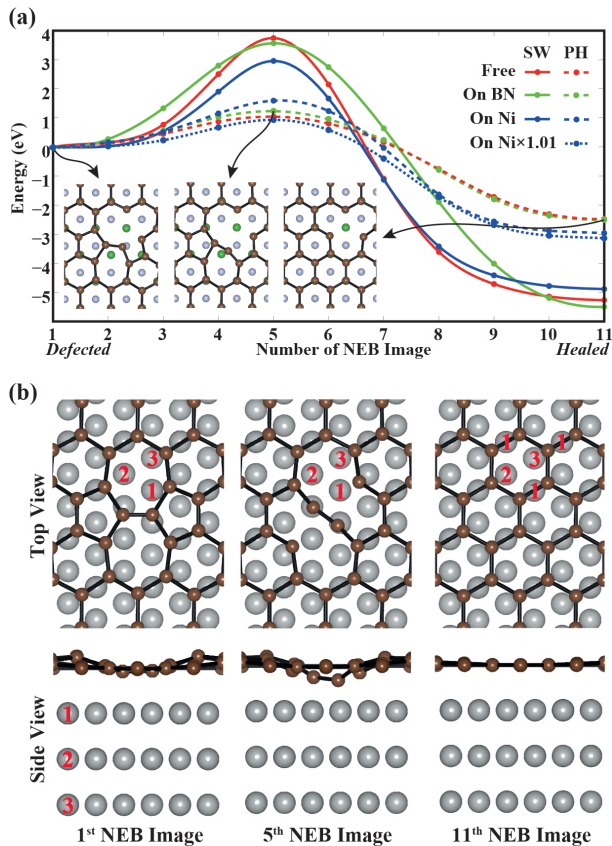 (a)
4
3
2
1
0
−1
−2
−3
−4
−5
Energy (eV)
SW PH
Free
On BN
On Ni
On Ni×1.01
1 2 3 4 5 6 7 8 9 10 11
Defected Number of NEB Image Healed
(b)
Top View
3
2
1
3
2
1
1 1
3
2
1
Side View
1
2
3
1st NEB Image 5th NEB Image 11th NEB Image